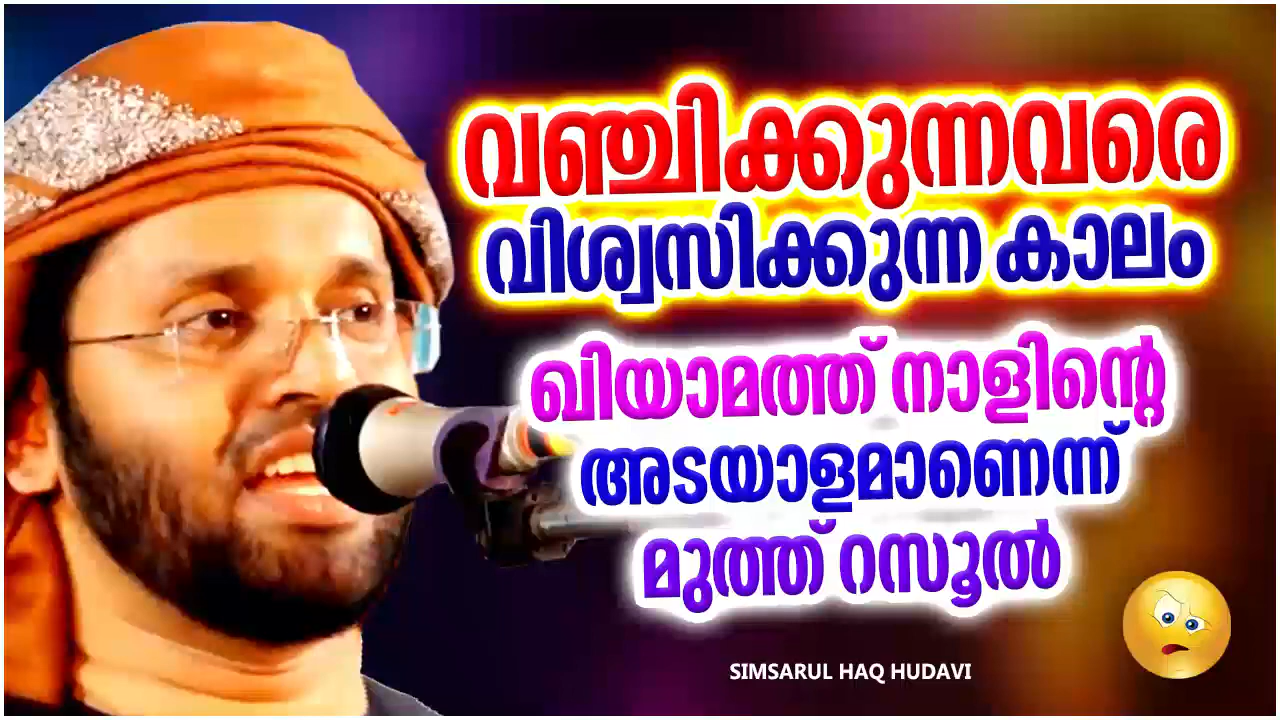 വഞ്ചിക്കുന്നവരെ
വിശ്വസിക്കുന്ന കാലം
ഖിയാമത്ത് നാളിന്റെ
അടയാളമാണെന്ന്
മുത്ത് റസൂൽ
SIMSARUL HAQ HUDAVI